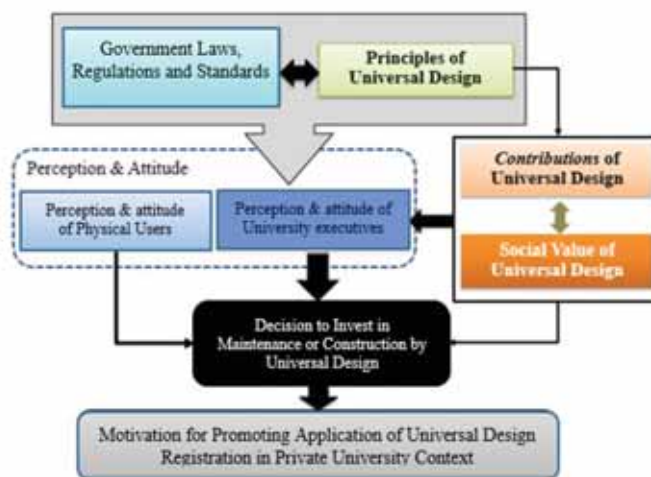 Government Laws,
Regulations and Standards
Principles of
Universal Design
Perception & Attitude
Contributions of
Universal Design
Perception & attitude
of Physical Users
Perception & attitude of
University executives
Social Value of
Universal Design
Decision to Invest in
Maintenance or Construction by
Universal Design
Motivation for Promoting Application of Universal Design
Registration in Private University Context